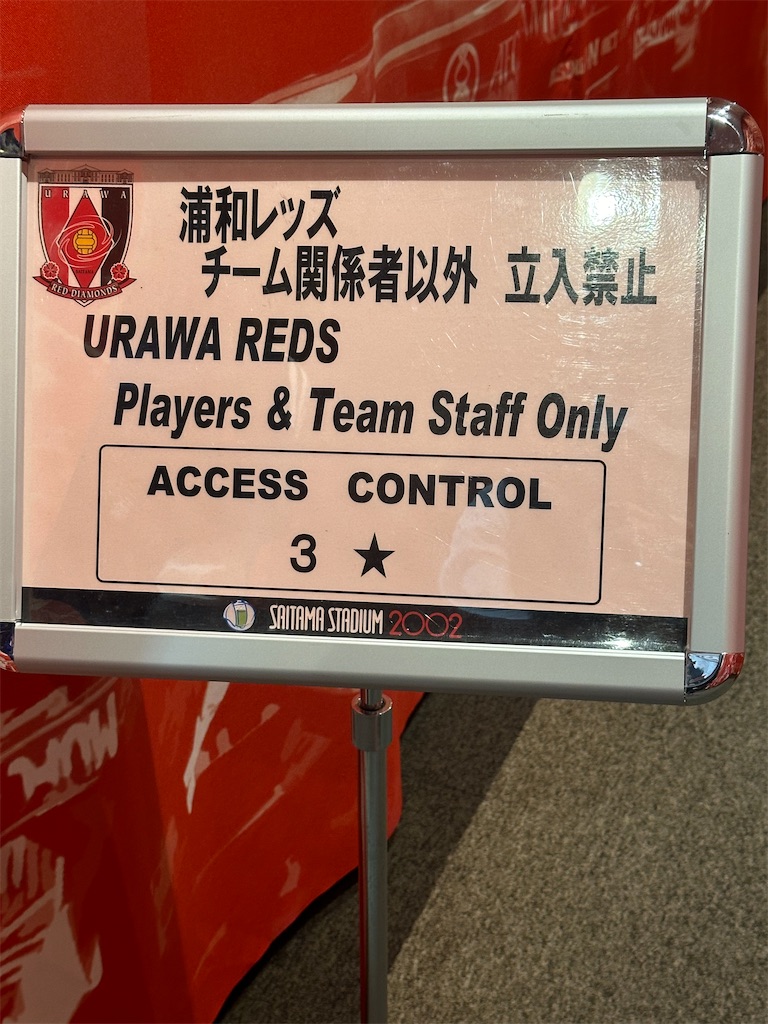 URAWA
RED DIAMONDS
浦和レッズ
チーム関係者以外 立入禁止
URAWA REDS
Players & Team Staff Only
ACCESS CONTROL
3 ★
SAITAMA STADIUM 2002